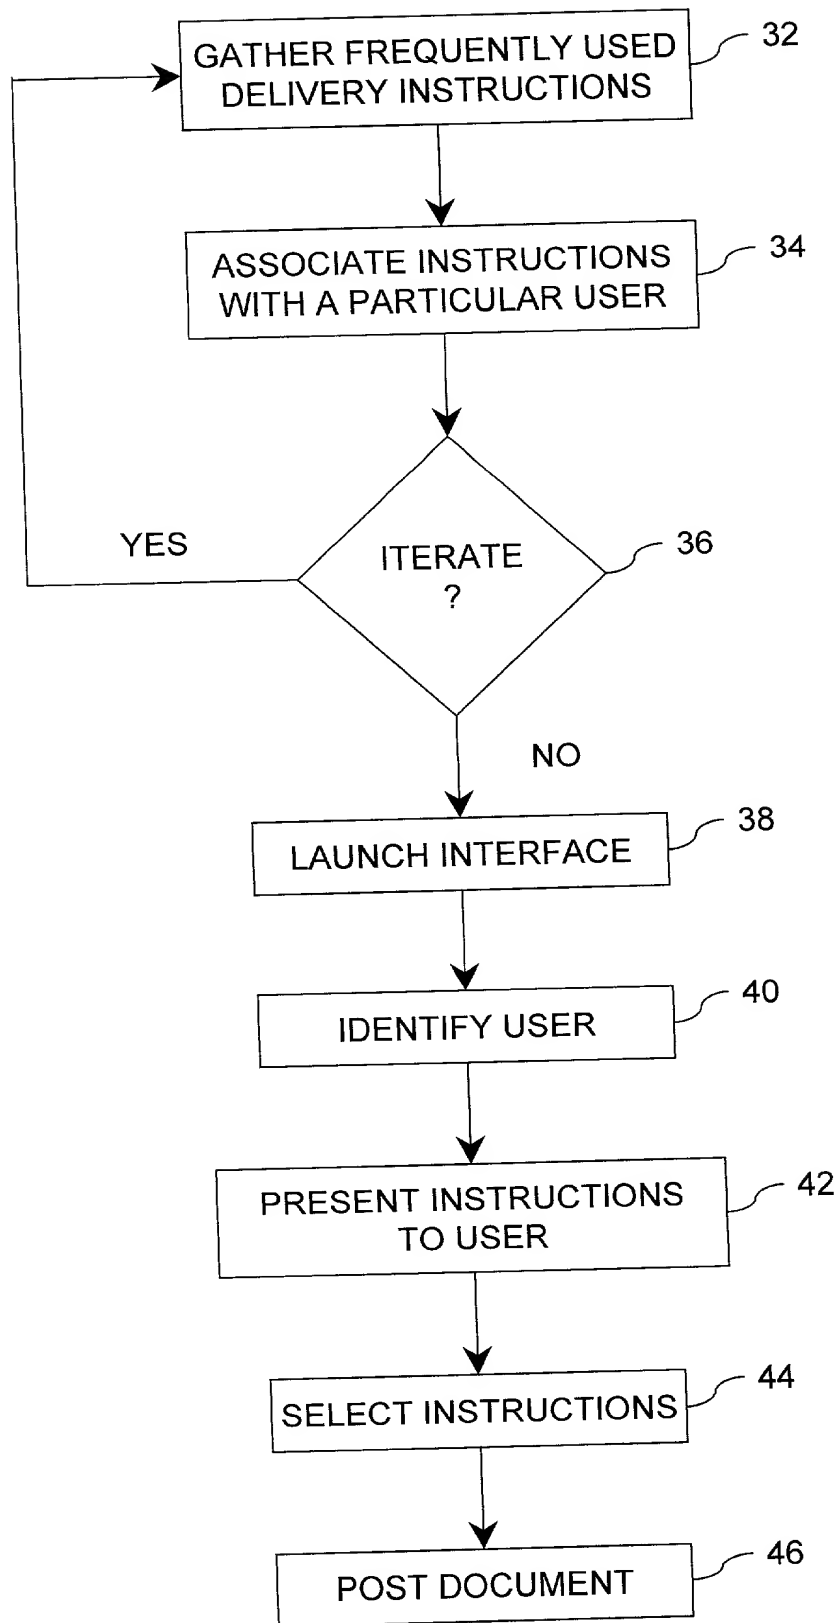 GATHER FREQUENTLY USED
DELIVERY INSTRUCTIONS
32
ASSOCIATE INSTRUCTIONS
WITH A PARTICULAR USER
34
YES
ITERATE
?
36
NO
LAUNCH INTERFACE
38
IDENTIFY USER
40
PRESENT INSTRUCTIONS
TO USER
42
SELECT INSTRUCTIONS
44
POST DOCUMENT
46